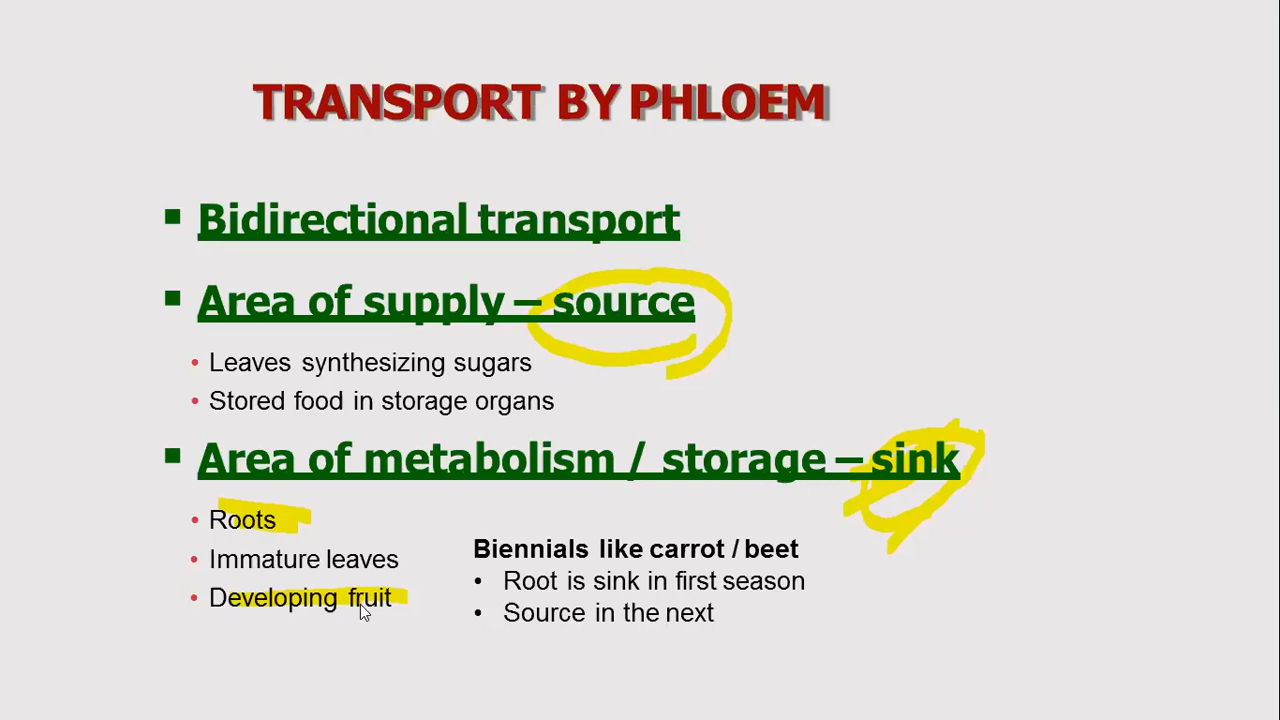 TRANSPORT BY PHLOEM
▪ Bidirectional transport
▪ Area of supply – source
• Leaves synthesizing sugars
• Stored food in storage organs
▪ Area of metabolism / storage – sink
• Roots
• Immature leaves
• Developing fruit
Biennials like carrot / beet
• Root is sink in first season
• Source in the next